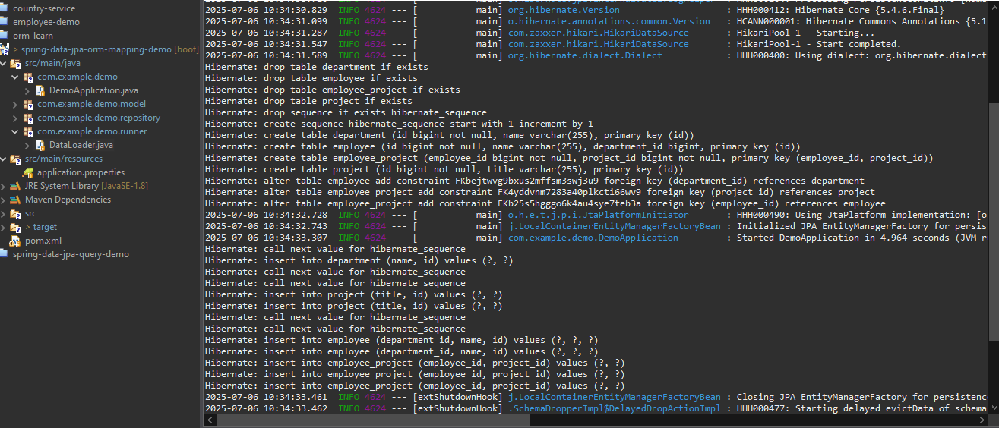 country-service
employee-demo
orm-learn
> spring-data-jpa-orm-mapping-demo [boot]
src/main/java
com.example.demo
DemoApplication.java
com.example.demo.model
com.example.demo.repository
com.example.demo.runner
DataLoader.java
src/main/resources
application.properties
JRE System Library [JavaSE-1.8]
Maven Dependencies
src
> target
pom.xml
spring-data-jpa-query-demo
2025-07-06 10:34:30.829 INFO 4624 --- [ main] org.hibernate.Version : HHH000412: Hibernate Core {5.4.6.Final}
2025-07-06 10:34:31.099 INFO 4624 --- [ main] o.hibernate.annotations.common.Version : HCANN000001: Hibernate Commons Annotations {5.1
2025-07-06 10:34:31.287 INFO 4624 --- [ main] com.zaxxer.hikari.HikariDataSource : HikariPool-1 - Starting...
2025-07-06 10:34:31.547 INFO 4624 --- [ main] com.zaxxer.hikari.HikariDataSource : HikariPool-1 - Start completed.
2025-07-06 10:34:31.589 INFO 4624 --- [ main] org.hibernate.dialect.Dialect : HHH000400: Using dialect: org.hibernate.dialect
Hibernate: drop table department if exists
Hibernate: drop table employee if exists
Hibernate: drop table employee_project if exists
Hibernate: drop table project if exists
Hibernate: drop sequence if exists hibernate_sequence
Hibernate: create sequence hibernate_sequence start with 1 increment by 1
Hibernate: create table department (id bigint not null, name varchar(255), primary key (id))
Hibernate: create table employee (id bigint not null, name varchar(255), department_id bigint, primary key (id))
Hibernate: create table employee_project (employee_id bigint not null, project_id bigint not null, primary key (employee_id, project_id))
Hibernate: create table project (id bigint not null, title varchar(255), primary key (id))
Hibernate: alter table employee add constraint FKbejtwvg9bxus2mffsm3swj3u9 foreign key (department_id) references department
Hibernate: alter table employee_project add constraint FK4yddvnm7283a40plkcti66wv9 foreign key (project_id) references project
Hibernate: alter table employee_project add constraint FKb25s5hgggo6k4au4sye7teb3a foreign key (employee_id) references employee
2025-07-06 10:34:32.728 INFO 4624 --- [ main] o.h.e.t.j.p.i.JtaPlatformInitiator : HHH000490: Using JtaPlatform implementation: [o
2025-07-06 10:34:32.743 INFO 4624 --- [ main] j.LocalContainerEntityManagerFactoryBean : Initialized JPA EntityManagerFactory for persist
2025-07-06 10:34:33.307 INFO 4624 --- [ main] com.example.demo.DemoApplication : Started DemoApplication in 4.964 seconds (JVM r
Hibernate: call next value for hibernate_sequence
Hibernate: insert into department (name, id) values (?, ?)
Hibernate: call next value for hibernate_sequence
Hibernate: call next value for hibernate_sequence
Hibernate: insert into project (title, id) values (?, ?)
Hibernate: insert into project (title, id) values (?, ?)
Hibernate: call next value for hibernate_sequence
Hibernate: call next value for hibernate_sequence
Hibernate: insert into employee (department_id, name, id) values (?, ?, ?)
Hibernate: insert into employee (department_id, name, id) values (?, ?, ?)
Hibernate: insert into employee_project (employee_id, project_id) values (?, ?)
Hibernate: insert into employee_project (employee_id, project_id) values (?, ?)
Hibernate: insert into employee_project (employee_id, project_id) values (?, ?)
2025-07-06 10:34:33.461 INFO 4624 --- [extShutdownHook] j.LocalContainerEntityManagerFactoryBean : Closing JPA EntityManagerFactory for persistence
2025-07-06 10:34:33.462 INFO 4624 --- [extShutdownHook] .SchemaDropperImpl$DelayedDropActionImpl : HHH000477: Starting delayed evictData of schema